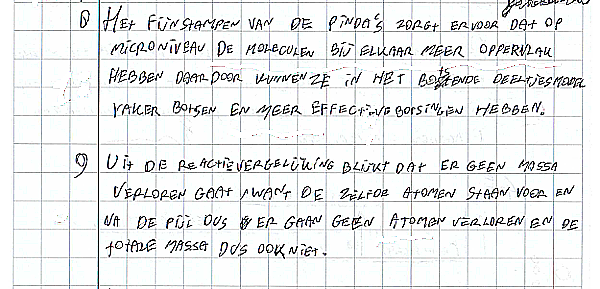 8 HET FIJNSTAMPEN VAN DE PINDA'S ZORGT ERVOOR DAT OP
MICRONIVEAU DE MOLECULEN BIJ ELKAAR MEER OPPERVLAK
HEBBEN DAARDOOR KUNNEN ZE IN HET BOTSENDE DEELTJESMODEL
VAKER BOTSEN EN MEER EFFECTIEVE BOTSINGEN HEBBEN.
9 UIT DE REACTIEVERGELIJKING BLIJKT DAT ER GEEN MASSA
VERLOREN GAAT, WANT DE ZELFDE ATOMEN STAAN VOOR EN
NA DE PIJL DUS ER GAAN GEEN ATOMEN VERLOREN EN DE
TOTALE MASSA DUS OOK NIET.